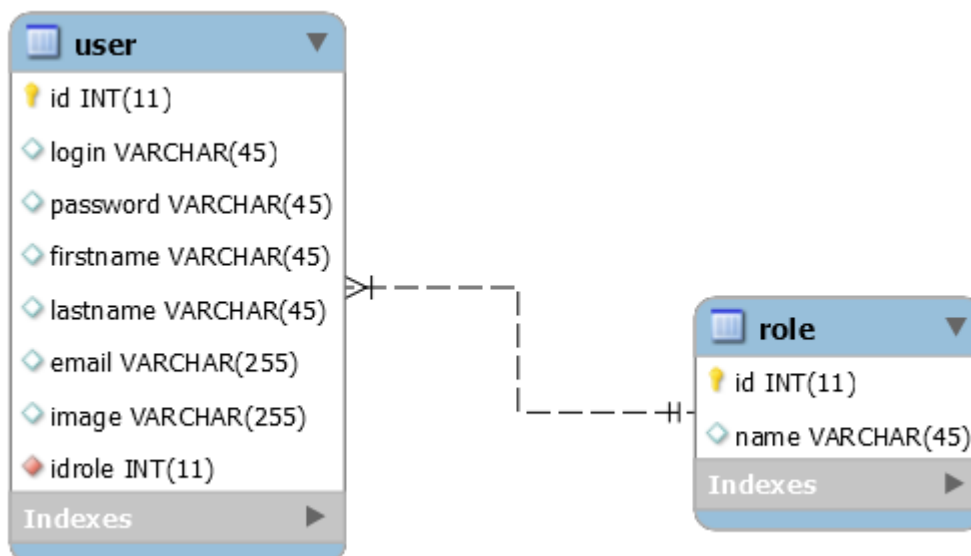 user
id INT(11)
login VARCHAR(45)
password VARCHAR(45)
firstname VARCHAR(45)
lastname VARCHAR(45)
email VARCHAR(255)
image VARCHAR(255)
idrole INT(11)
Indexes
role
id INT(11)
name VARCHAR(45)
Indexes